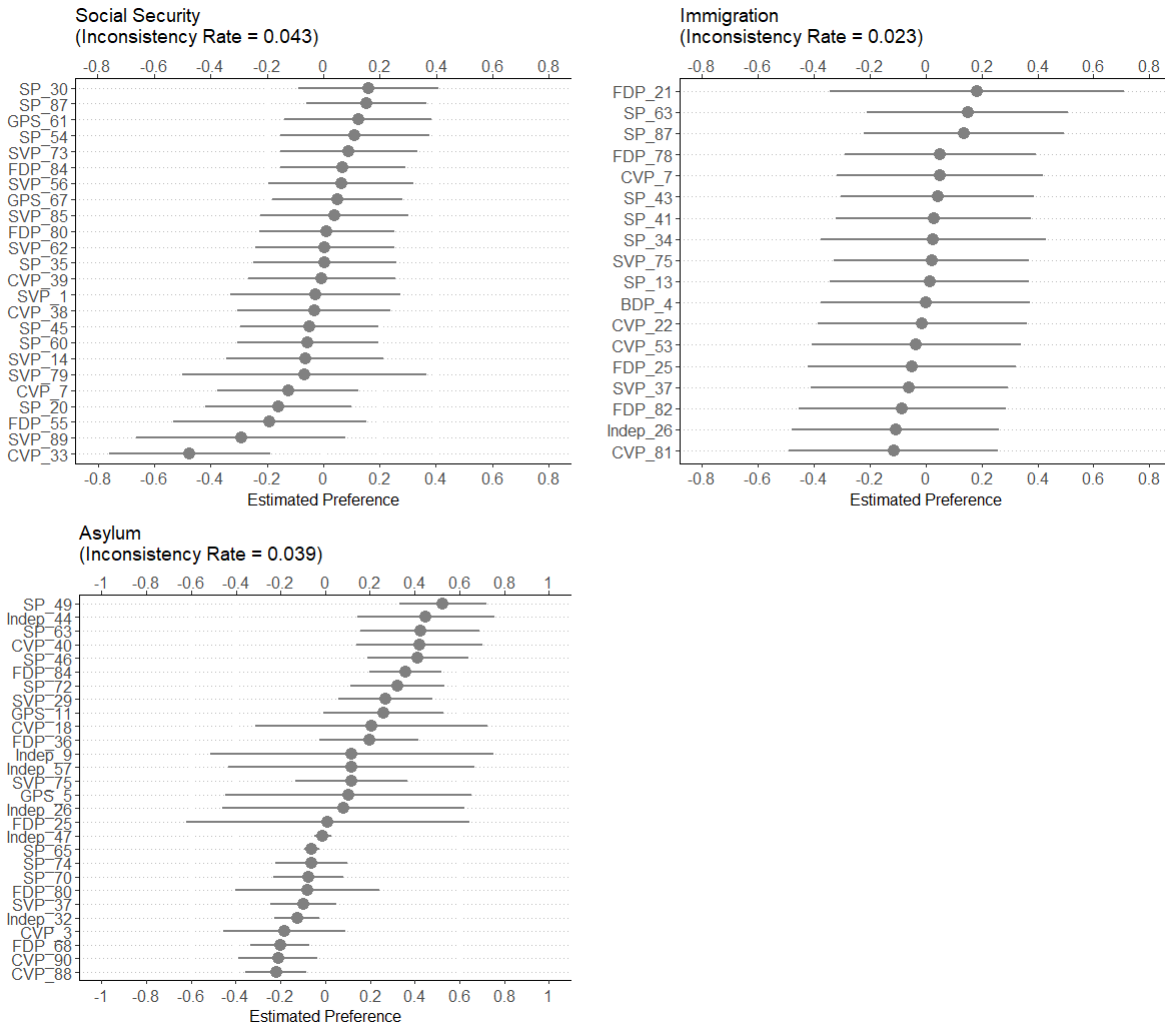 Social Security
(Inconsistency Rate = 0.043)
-0.8 -0.6 -0.4 -0.2 0 0.2 0.4 0.6 0.8
SP_30
SP_87
GPS_61
SP_54
SVP_73
FDP_84
SVP_56
GPS_67
SVP_85
FDP_80
SVP_62
SP_35
CVP_39
SVP_1
CVP_38
SP_45
SP_60
SVP_14
SVP_79
CVP_7
SP_20
FDP_55
SVP_89
CVP_33
-0.8 -0.6 -0.4 -0.2 0 0.2 0.4 0.6 0.8
Estimated Preference
Immigration
(Inconsistency Rate = 0.023)
-0.8 -0.6 -0.4 -0.2 0 0.2 0.4 0.6 0.8
FDP_21
SP_63
SP_87
FDP_78
CVP_7
SP_43
SP_41
SP_34
SVP_75
SP_13
BDP_4
CVP_22
CVP_53
FDP_25
SVP_37
FDP_82
Indep_26
CVP_81
-0.8 -0.6 -0.4 -0.2 0 0.2 0.4 0.6 0.8
Estimated Preference
Asylum
(Inconsistency Rate = 0.039)
-1 -0.8 -0.6 -0.4 -0.2 0 0.2 0.4 0.6 0.8 1
SP_49
Indep_44
SP_63
CVP_40
SP_46
FDP_84
SP_72
SVP_29
GPS_11
CVP_18
FDP_36
Indep_9
Indep_57
SVP_75
GPS_5
Indep_26
FDP_25
Indep_47
SP_65
SP_74
SP_70
FDP_80
SVP_37
Indep_32
CVP_3
FDP_68
CVP_90
CVP_88
-1 -0.8 -0.6 -0.4 -0.2 0 0.2 0.4 0.6 0.8 1
Estimated Preference